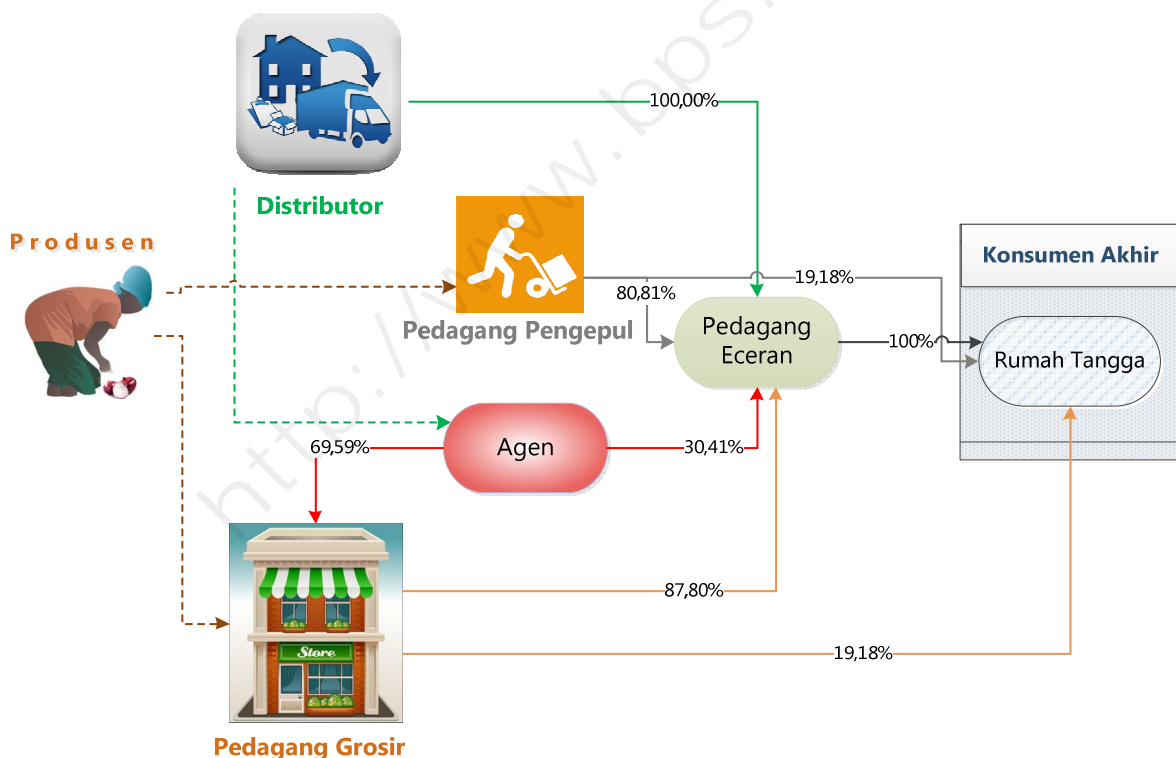 100,00%
Distributor
Produsen
Konsumen Akhir
19,18%
80,81%
Pedagang Pengepul
Pedagang
Eceran
100%
Rumah Tangga
Agen
69,59%
30,41%
87,80%
Store
19,18%
Pedagang Grosir
http://www.bps.